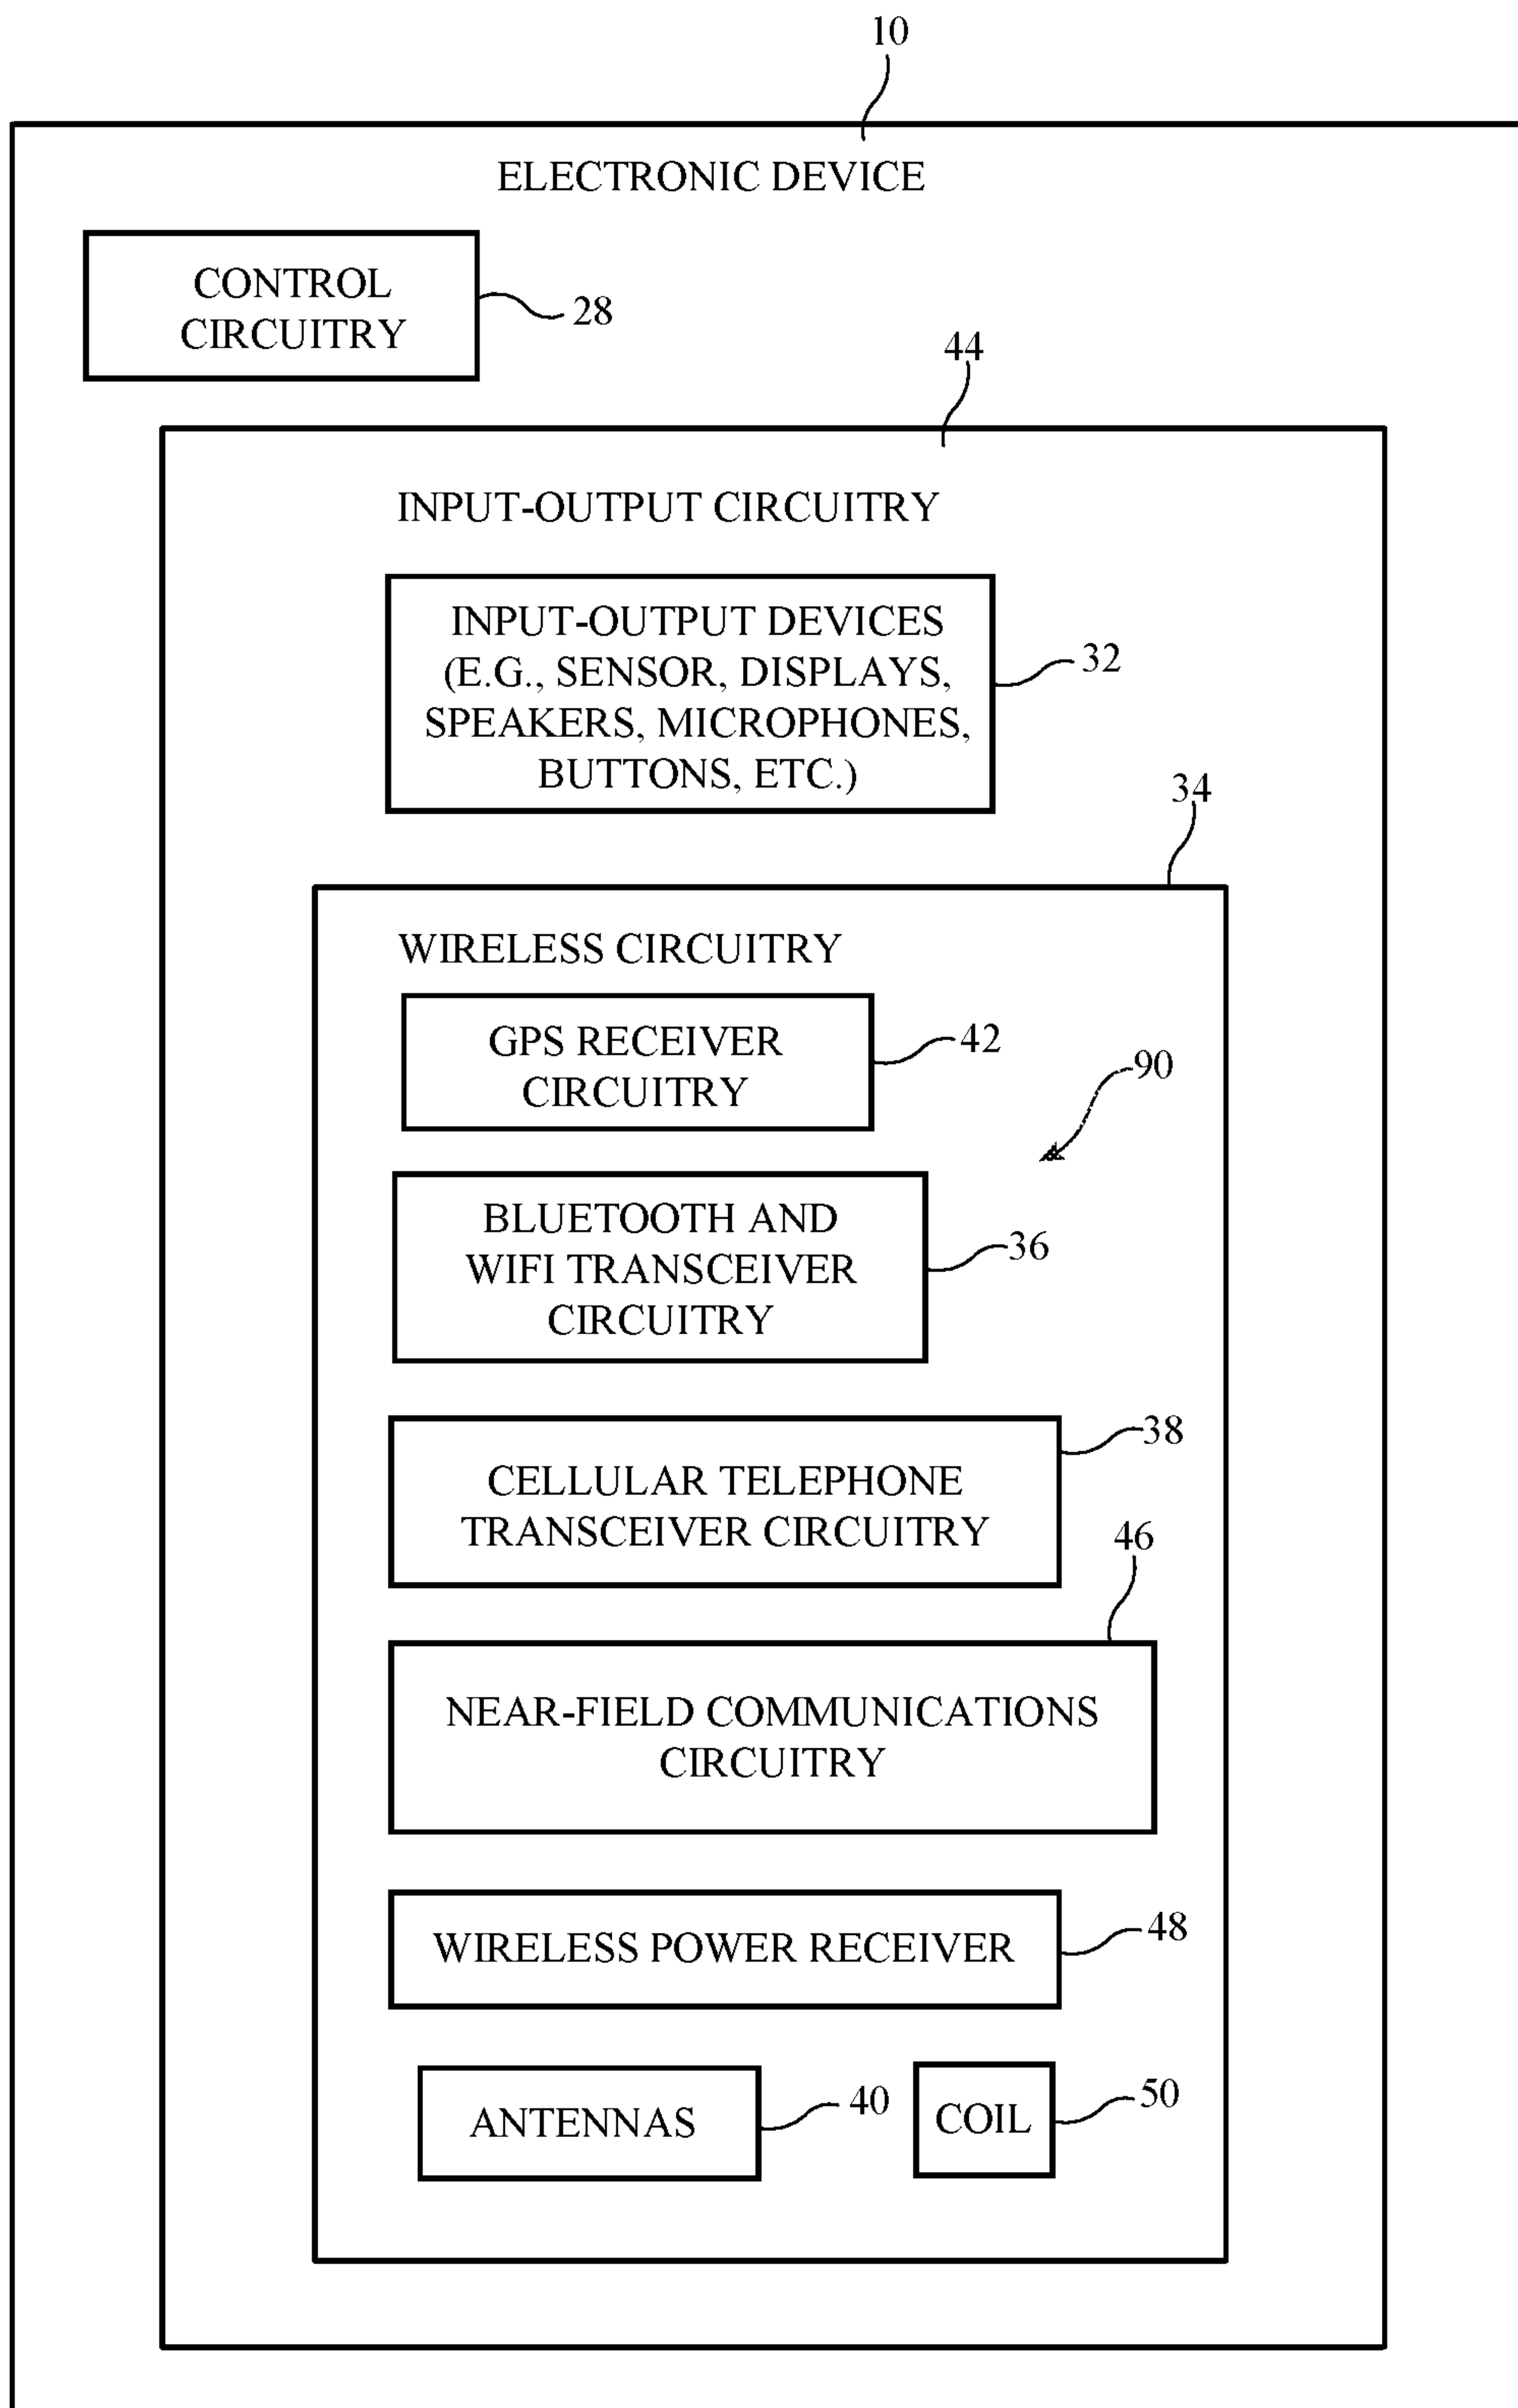 10
ELECTRONIC DEVICE
CONTROL
CIRCUITRY
28
44
INPUT-OUTPUT CIRCUITRY
INPUT-OUTPUT DEVICES
(E.G., SENSOR, DISPLAYS,
SPEAKERS, MICROPHONES,
BUTTONS, ETC.)
32
34
WIRELESS CIRCUITRY
GPS RECEIVER
CIRCUITRY
42
90
BLUETOOTH AND
WIFI TRANSCEIVER
CIRCUITRY
36
38
CELLULAR TELEPHONE
TRANSCEIVER CIRCUITRY
46
NEAR-FIELD COMMUNICATIONS
CIRCUITRY
WIRELESS POWER RECEIVER
48
ANTENNAS
40
COIL
50